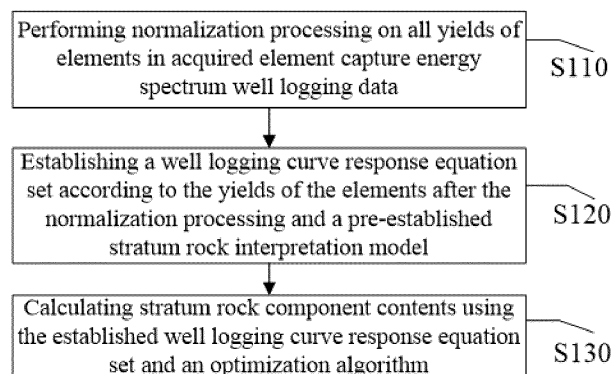 Performing normalization processing on all yields of
elements in acquired element capture energy
spectrum well logging data
S110
Establishing a well logging curve response equation
set according to the yields of the elements after the
normalization processing and a pre-established
stratum rock interpretation model
S120
Calculating stratum rock component contents using
the established well logging curve response equation
set and an optimization algorithm
S130